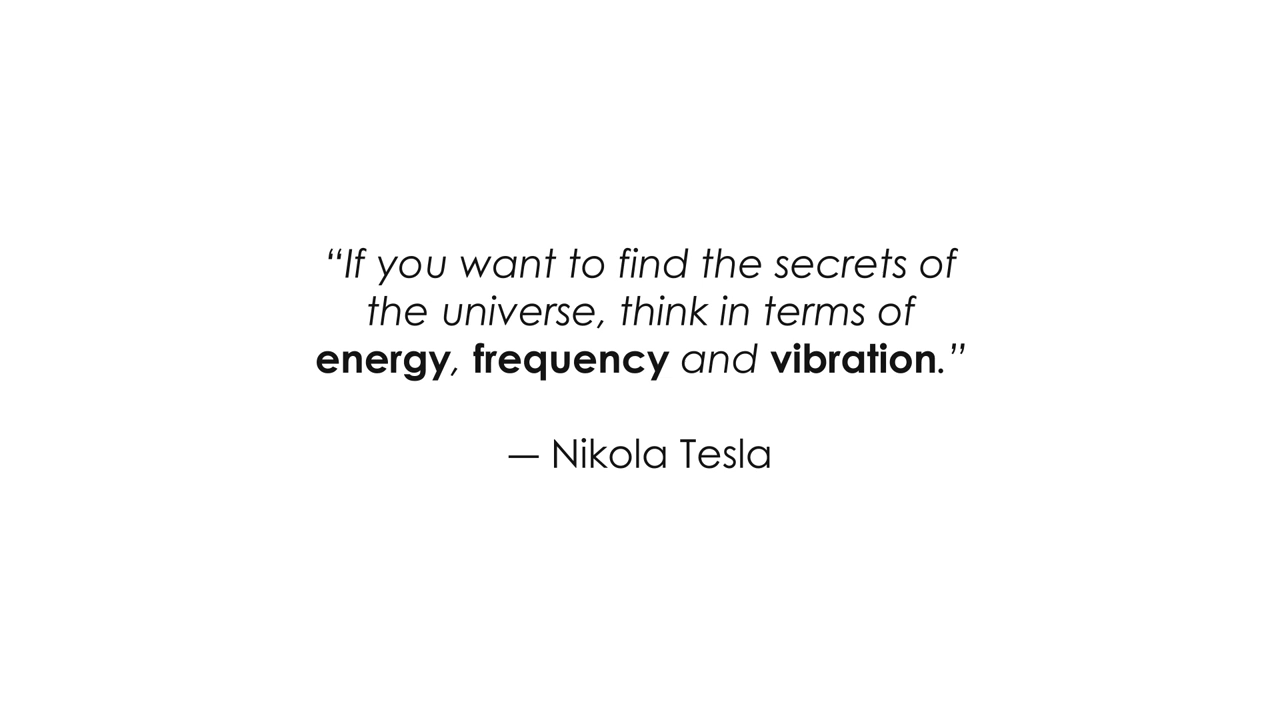 “If you want to find the secrets of
the universe, think in terms of
energy, frequency and vibration.”
— Nikola Tesla